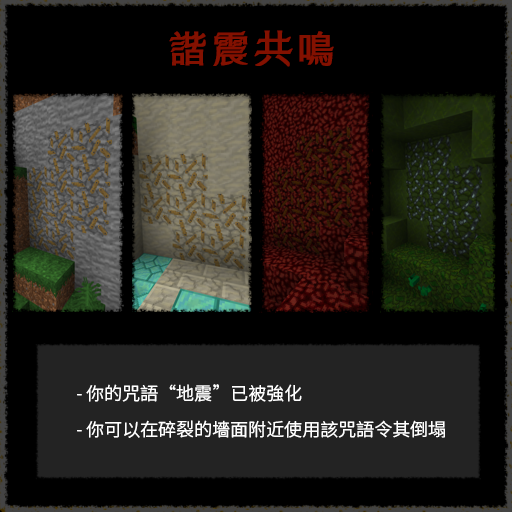 諧震共鳴
- 你的咒語“地震”已被強化
- 你可以在碎裂的墻面附近使用該咒語令其倒塌